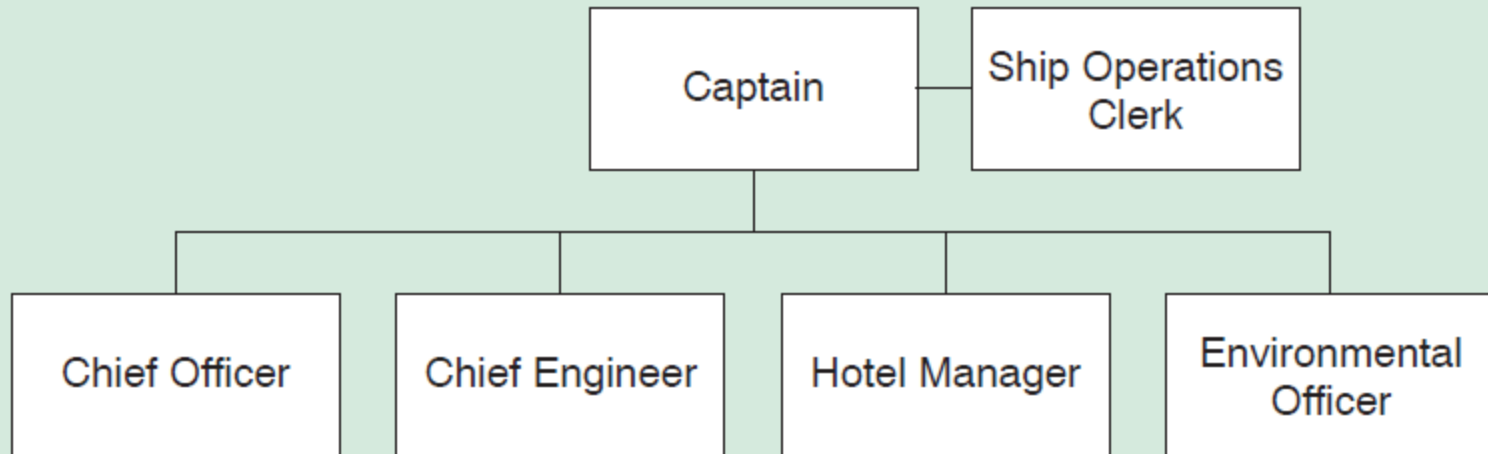 Captain
Ship Operations
Clerk
Chief Officer
Chief Engineer
Hotel Manager
Environmental
Officer